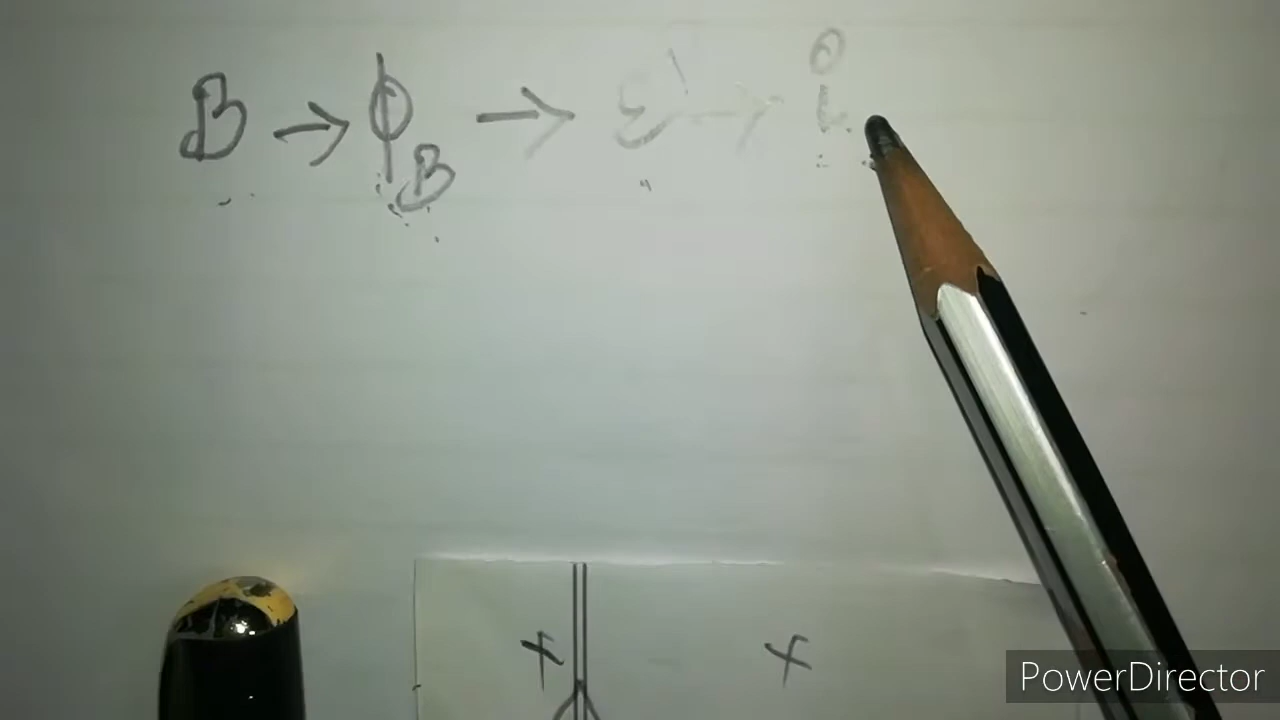 B → ΦB → ε → i
x x
PowerDirector